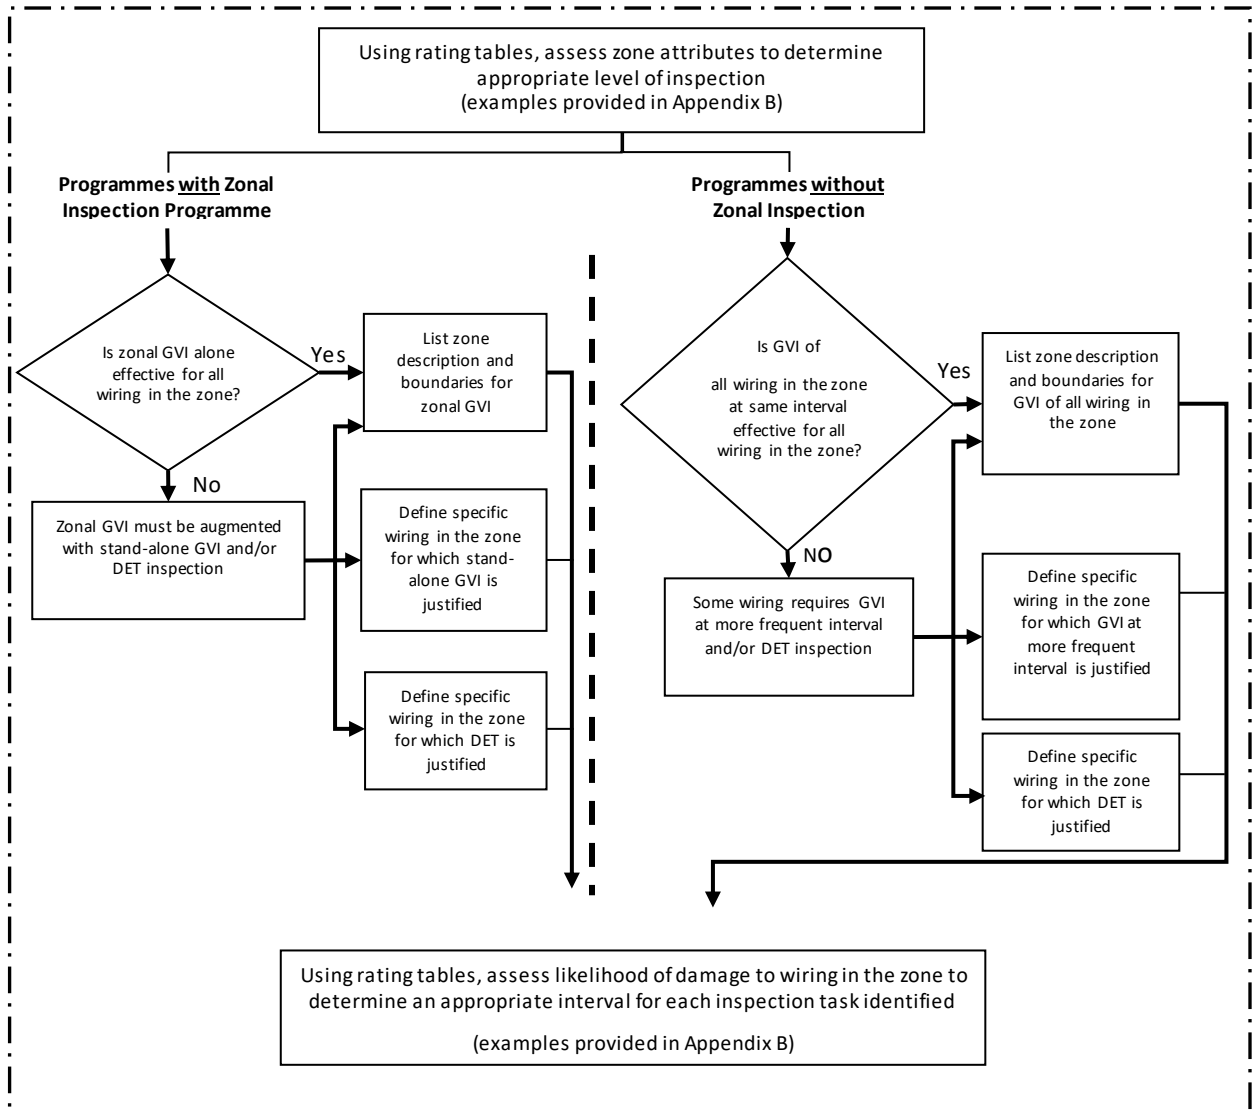 Using rating tables, assess zone attributes to determine
appropriate level of inspection
(examples provided in Appendix B)
Programmes with Zonal
Inspection Programme
Is zonal GVI alone
effective for all
wiring in the zone?
Yes
No
List zone
description and
boundaries for
zonal GVI
Zonal GVI must be augmented
with stand-alone GVI and/or
DET inspection
Define specific
wiring in the zone
for which stand-
alone GVI is
justified
Define specific
wiring in the zone
for which DET is
justified
Programmes without
Zonal Inspection
Is GVI of
all wiring in the zone
at same interval
effective for all
wiring in the zone?
Yes
NO
List zone description
and boundaries for
GVI of all wiring in
the zone
Some wiring requires GVI
at more frequent interval
and/or DET inspection
Define specific
wiring in the zone
for which GVI at
more frequent
interval is justified
Define specific
wiring in the zone
for which DET is
justified
Using rating tables, assess likelihood of damage to wiring in the zone to
determine an appropriate interval for each inspection task identified
(examples provided in Appendix B)